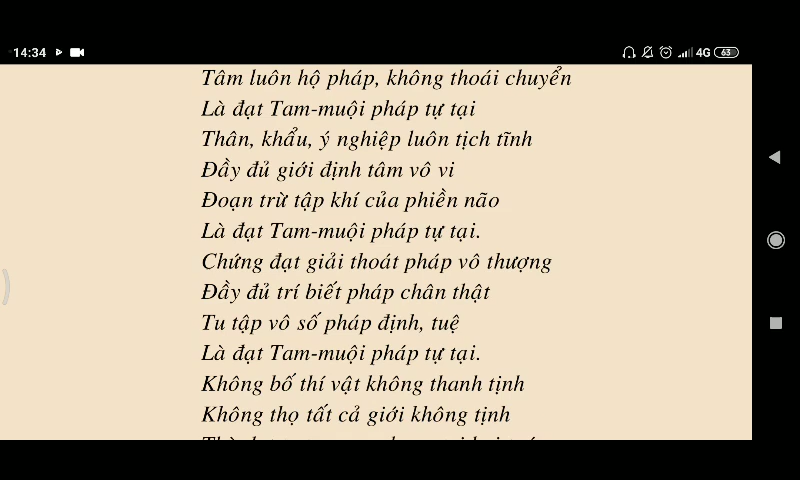 14:34
4G 63
Tâm luôn hộ pháp, không thoái chuyển
Là đạt Tam-muội pháp tự tại
Thân, khẩu, ý nghiệp luôn tịch tĩnh
Đầy đủ giới định tâm vô vi
Đoạn trừ tập khí của phiền não
Là đạt Tam-muội pháp tự tại.
Chứng đạt giải thoát pháp vô thượng
Đầy đủ trí biết pháp chân thật
Tu tập vô số pháp định, tuệ
Là đạt Tam-muội pháp tự tại.
Không bố thí vật không thanh tịnh
Không thọ tất cả giới không tịnh